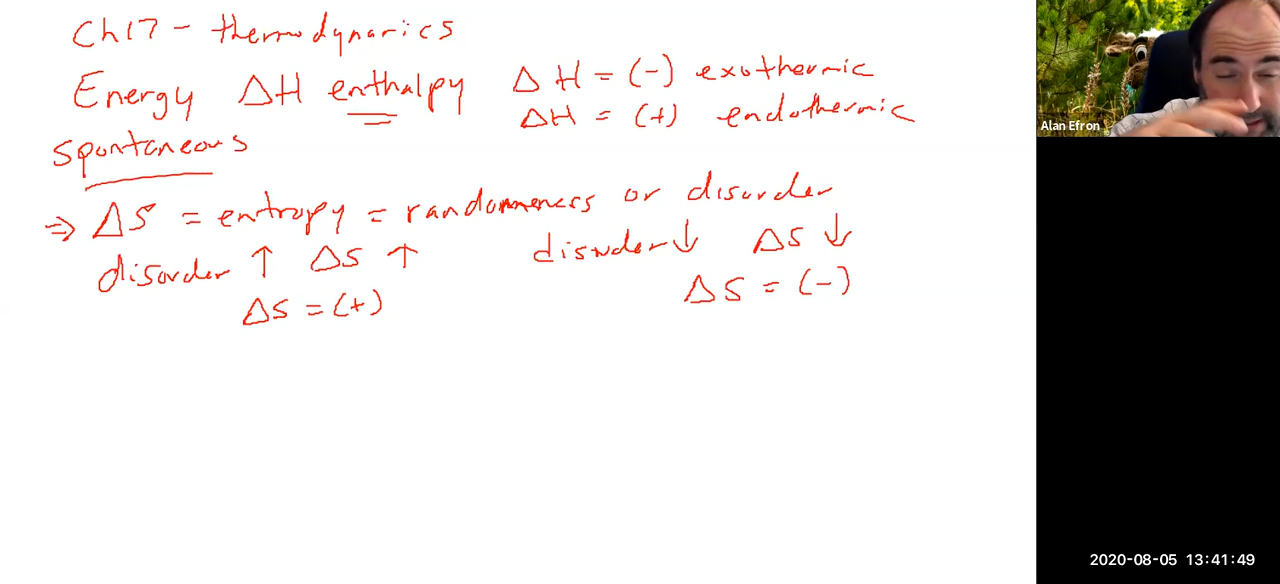 Ch17 - thermodynamics
Energy ΔH enthalpy ΔH = (-) exothermic
ΔH = (+) endothermic
spontaneous
⇒ ΔS = entropy = randomneness or disorder
disorder ↑ ΔS ↑ disorder ↓ ΔS ↓
ΔS = (+) ΔS = (-)
Alan Efron
2020-08-05 13:41:49